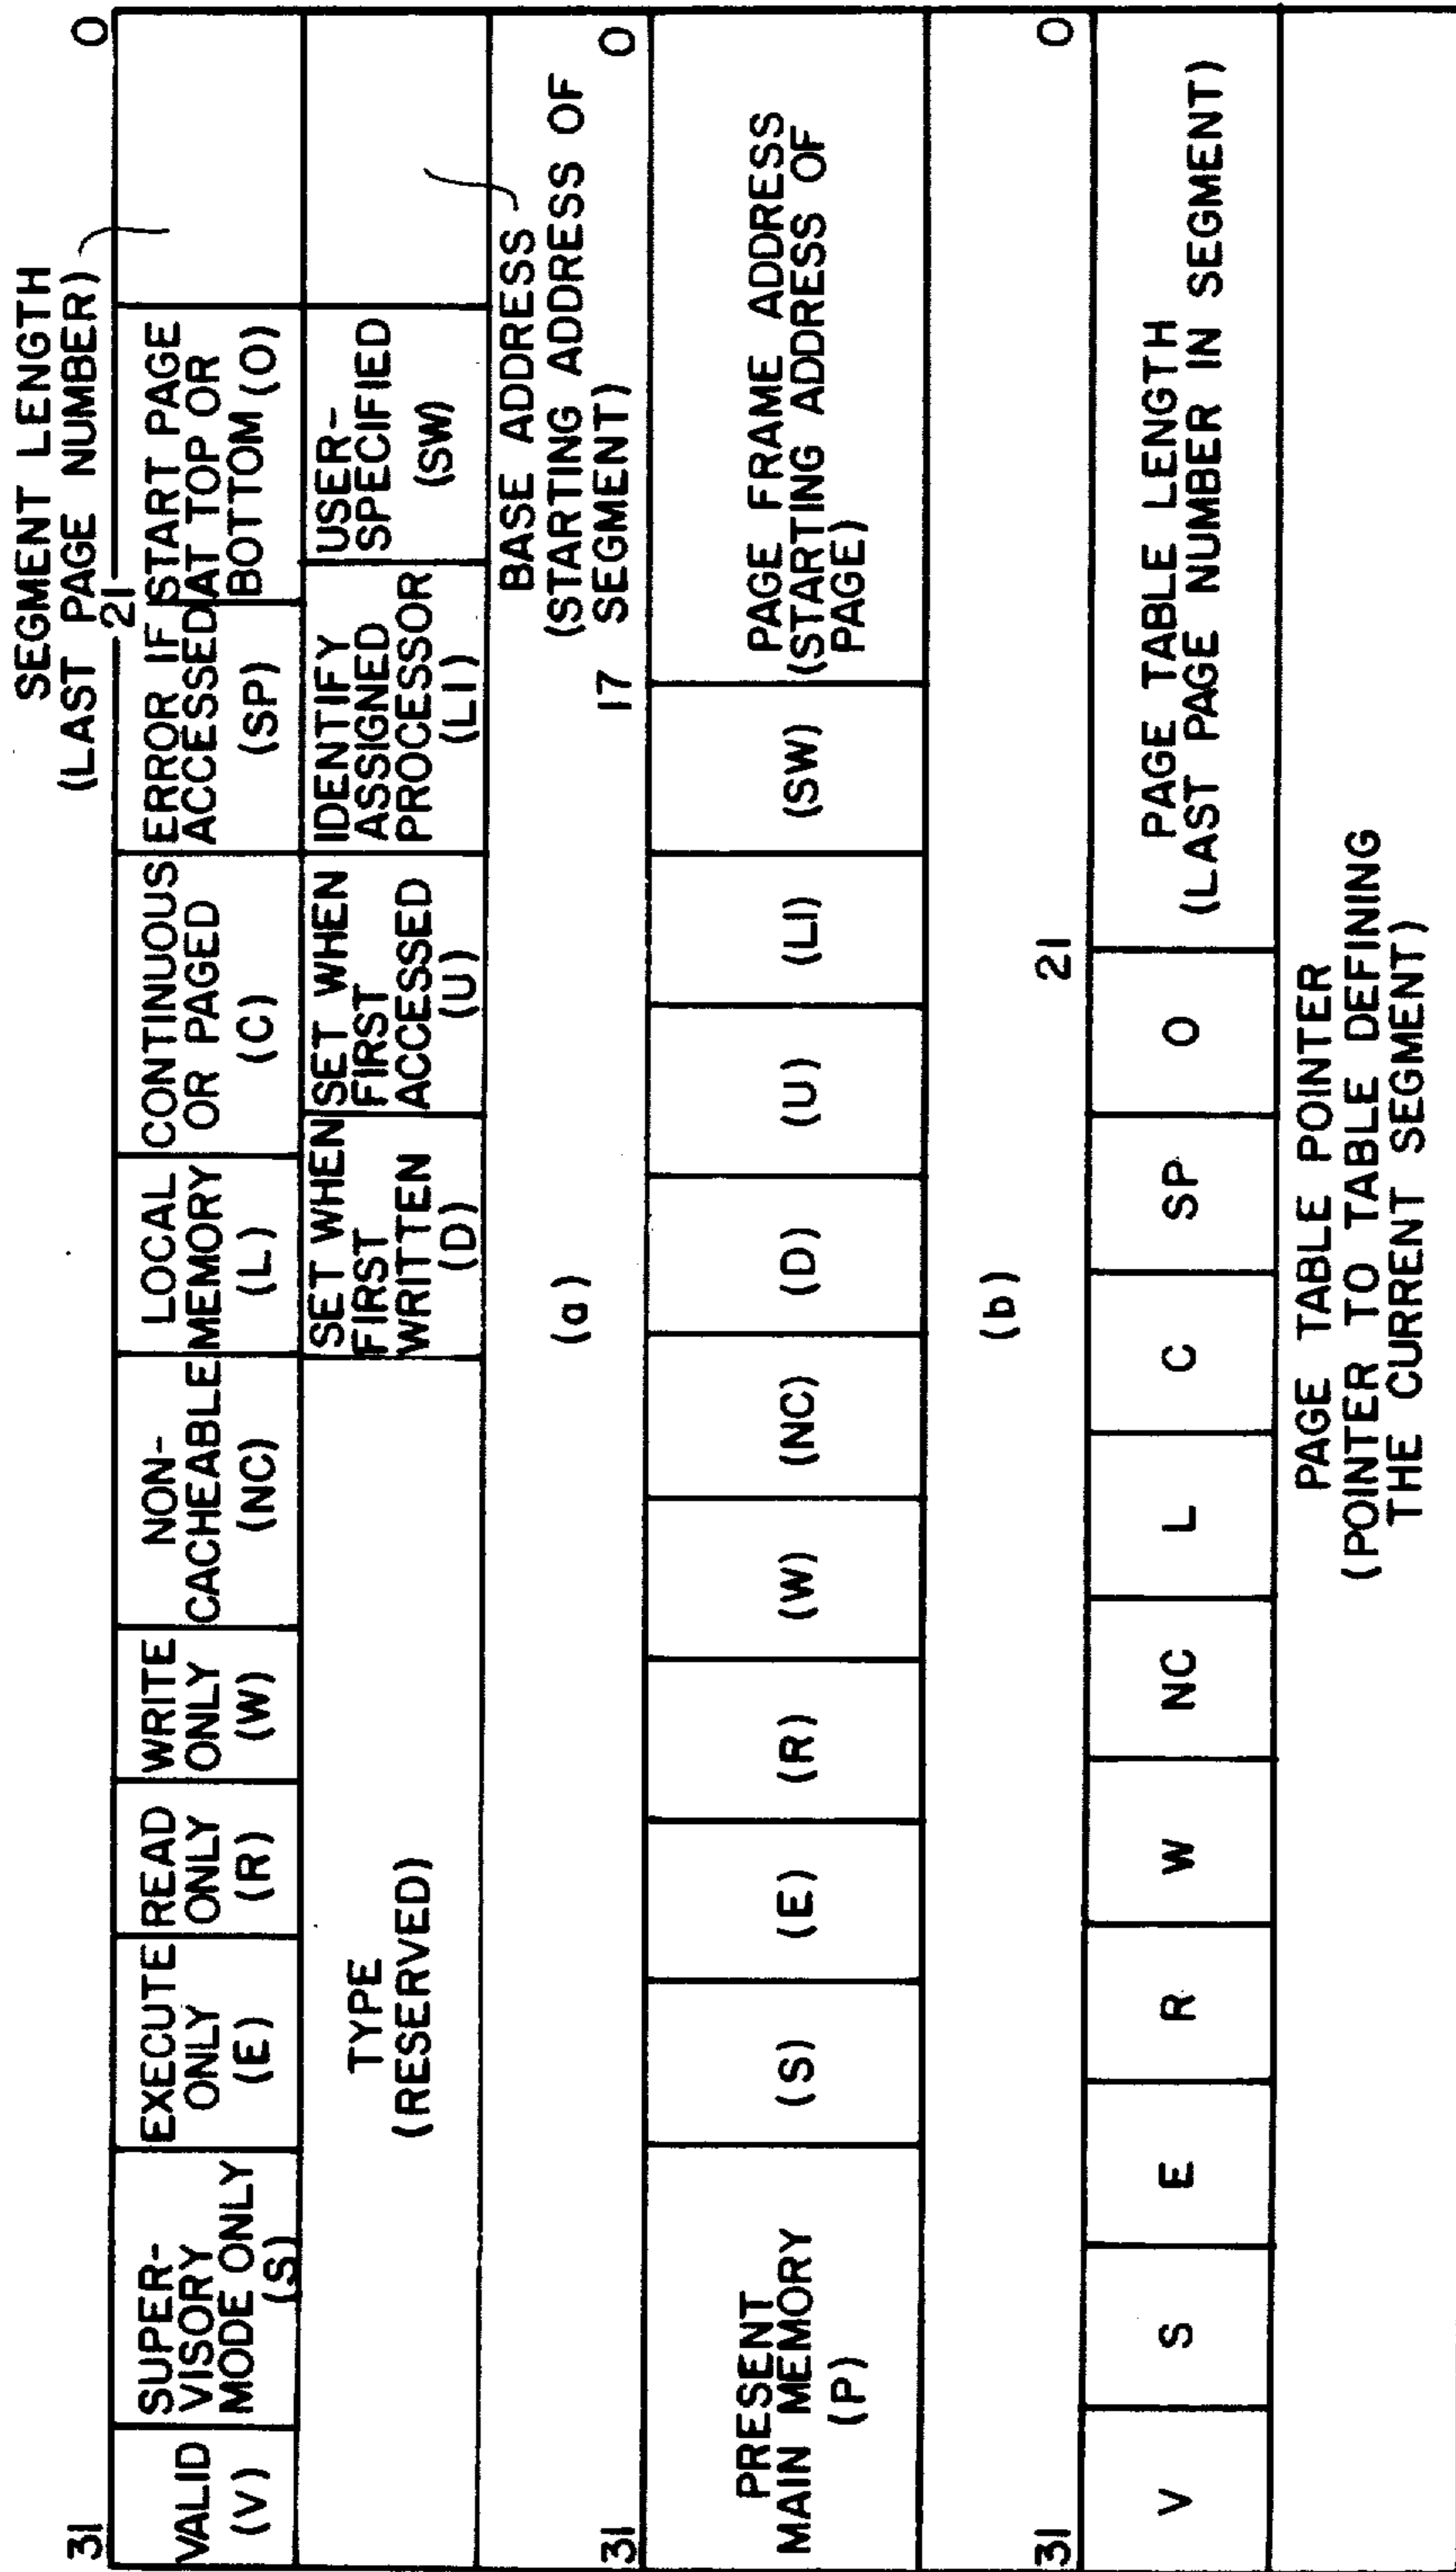 SEGMENT LENGTH
(LAST PAGE NUMBER)
31
21
0
VALID
(V)
SUPER-
VISORY
MODE ONLY
(S)
EXECUTE
ONLY
(E)
READ
ONLY
(R)
WRITE
ONLY
(W)
NON-
CACHEABLE
(NC)
LOCAL
MEMORY
(L)
CONTINUOUS
OR PAGED
(C)
ERROR IF
ACCESSED
(SP)
START PAGE
AT TOP OR
BOTTOM (O)
TYPE
(RESERVED)
SET WHEN
FIRST
WRITTEN
(D)
SET WHEN
FIRST
ACCESSED
(U)
IDENTIFY
ASSIGNED
PROCESSOR
(LI)
USER-
SPECIFIED
(SW)
BASE ADDRESS
(STARTING ADDRESS OF
SEGMENT)
(a)
31
17
0
PRESENT
MAIN MEMORY
(P)
(S)
(E)
(R)
(W)
(NC)
(D)
(U)
(LI)
(SW)
PAGE FRAME ADDRESS
(STARTING ADDRESS OF
PAGE)
(b)
31
21
0
V
S
E
R
W
NC
L
C
SP
O
PAGE TABLE LENGTH
(LAST PAGE NUMBER IN SEGMENT)
PAGE TABLE POINTER
(POINTER TO TABLE DEFINING
THE CURRENT SEGMENT)